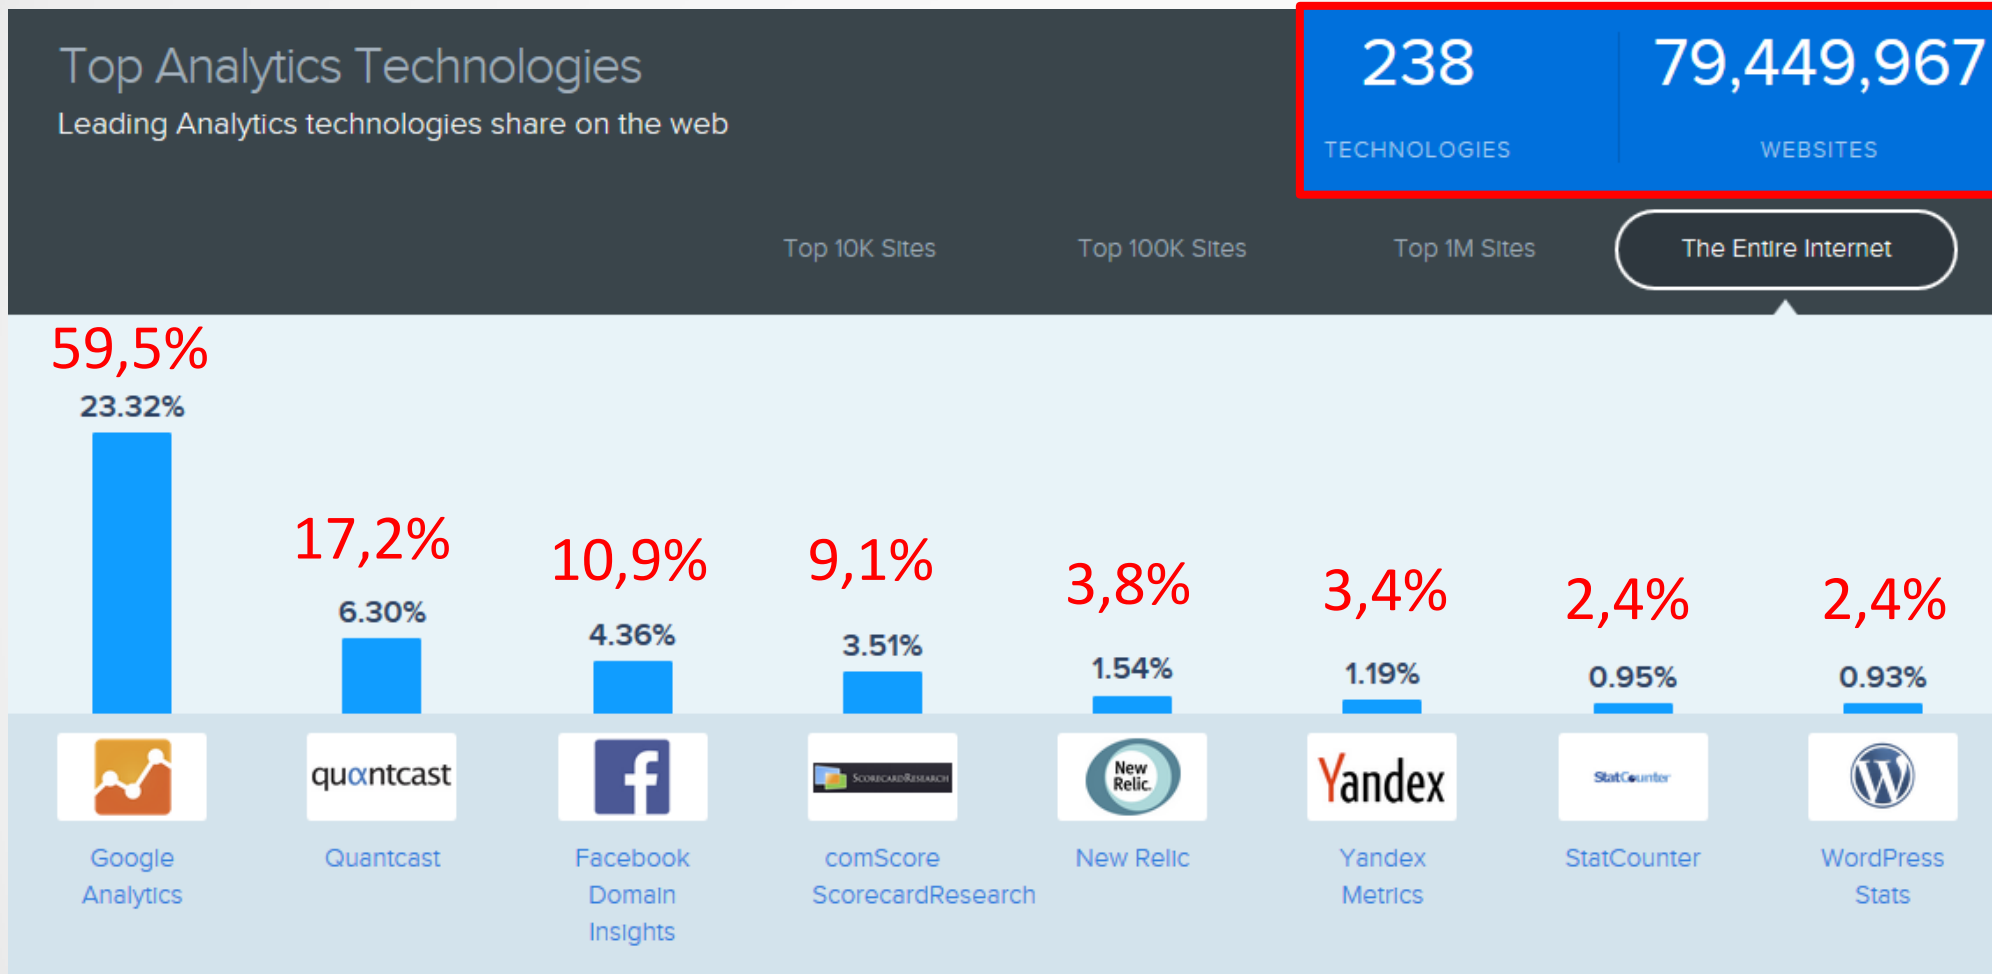 Top Analytics Technologies
Leading Analytics technologies share on the web
238
TECHNOLOGIES
79,449,967
WEBSITES
Top 10K Sites
Top 100K Sites
Top 1M Sites
The Entire Internet
59,5%
23.32%
17,2%
6.30%
10,9%
4.36%
9,1%
3.51%
3,8%
1.54%
3,4%
1.19%
2,4%
0.95%
2,4%
0.93%
quantcast
f
SCORECARDRESEARCH
New
Relic.
Yandex
StatCounter
W
Google
Analytics
Quantcast
Facebook
Domain
Insights
comScore
ScorecardResearch
New Relic
Yandex
Metrics
StatCounter
WordPress
Stats